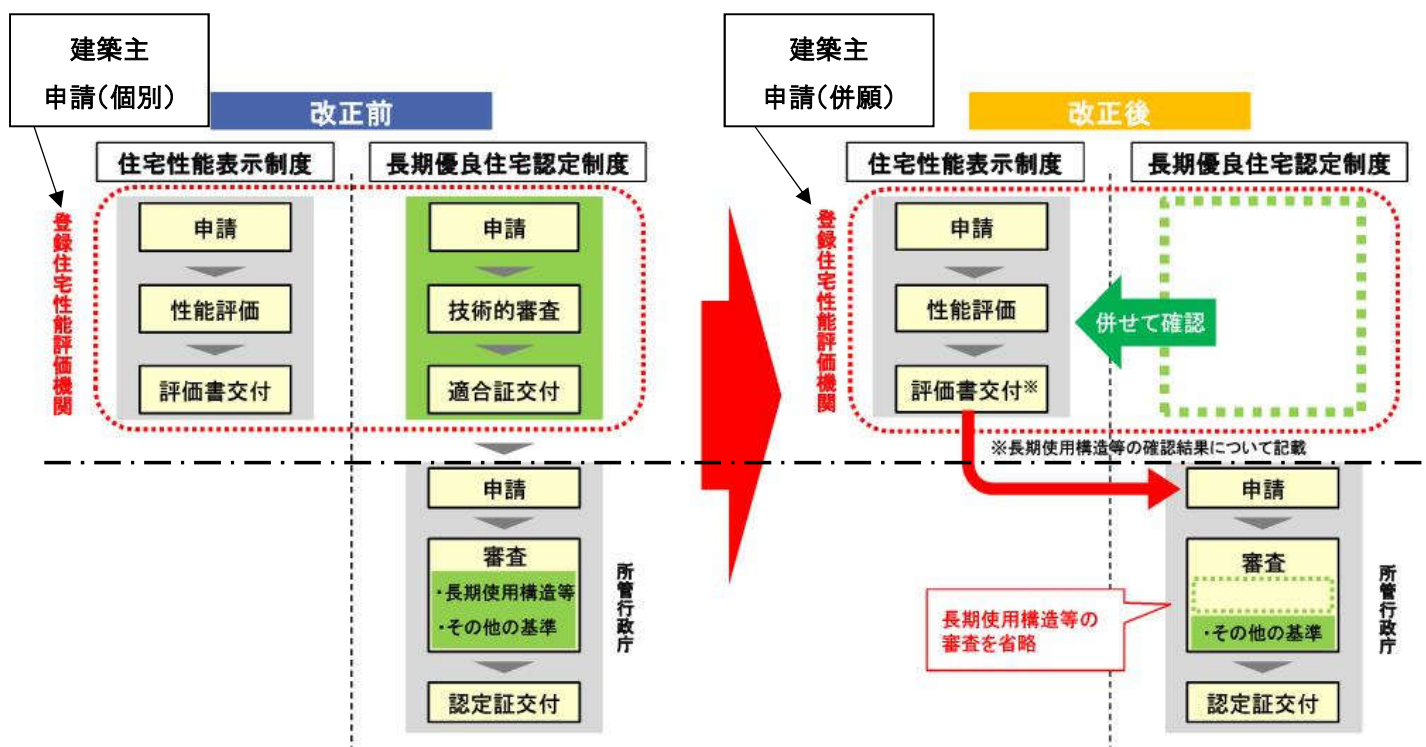 建築主
申請(個別)
改正前
住宅性能表示制度
長期優良住宅認定制度
登録住宅性能評価機関
申請
性能評価
評価書交付
申請
技術的審査
適合証交付
申請
審査
・長期使用構造等
・その他の基準
認定証交付
所管行政庁
建築主
申請(併願)
改正後
住宅性能表示制度
長期優良住宅認定制度
登録住宅性能評価機関
申請
性能評価
評価書交付※
併せて確認
※長期使用構造等の確認結果について記載
申請
審査
・その他の基準
認定証交付
長期使用構造等の
審査を省略
所管行政庁